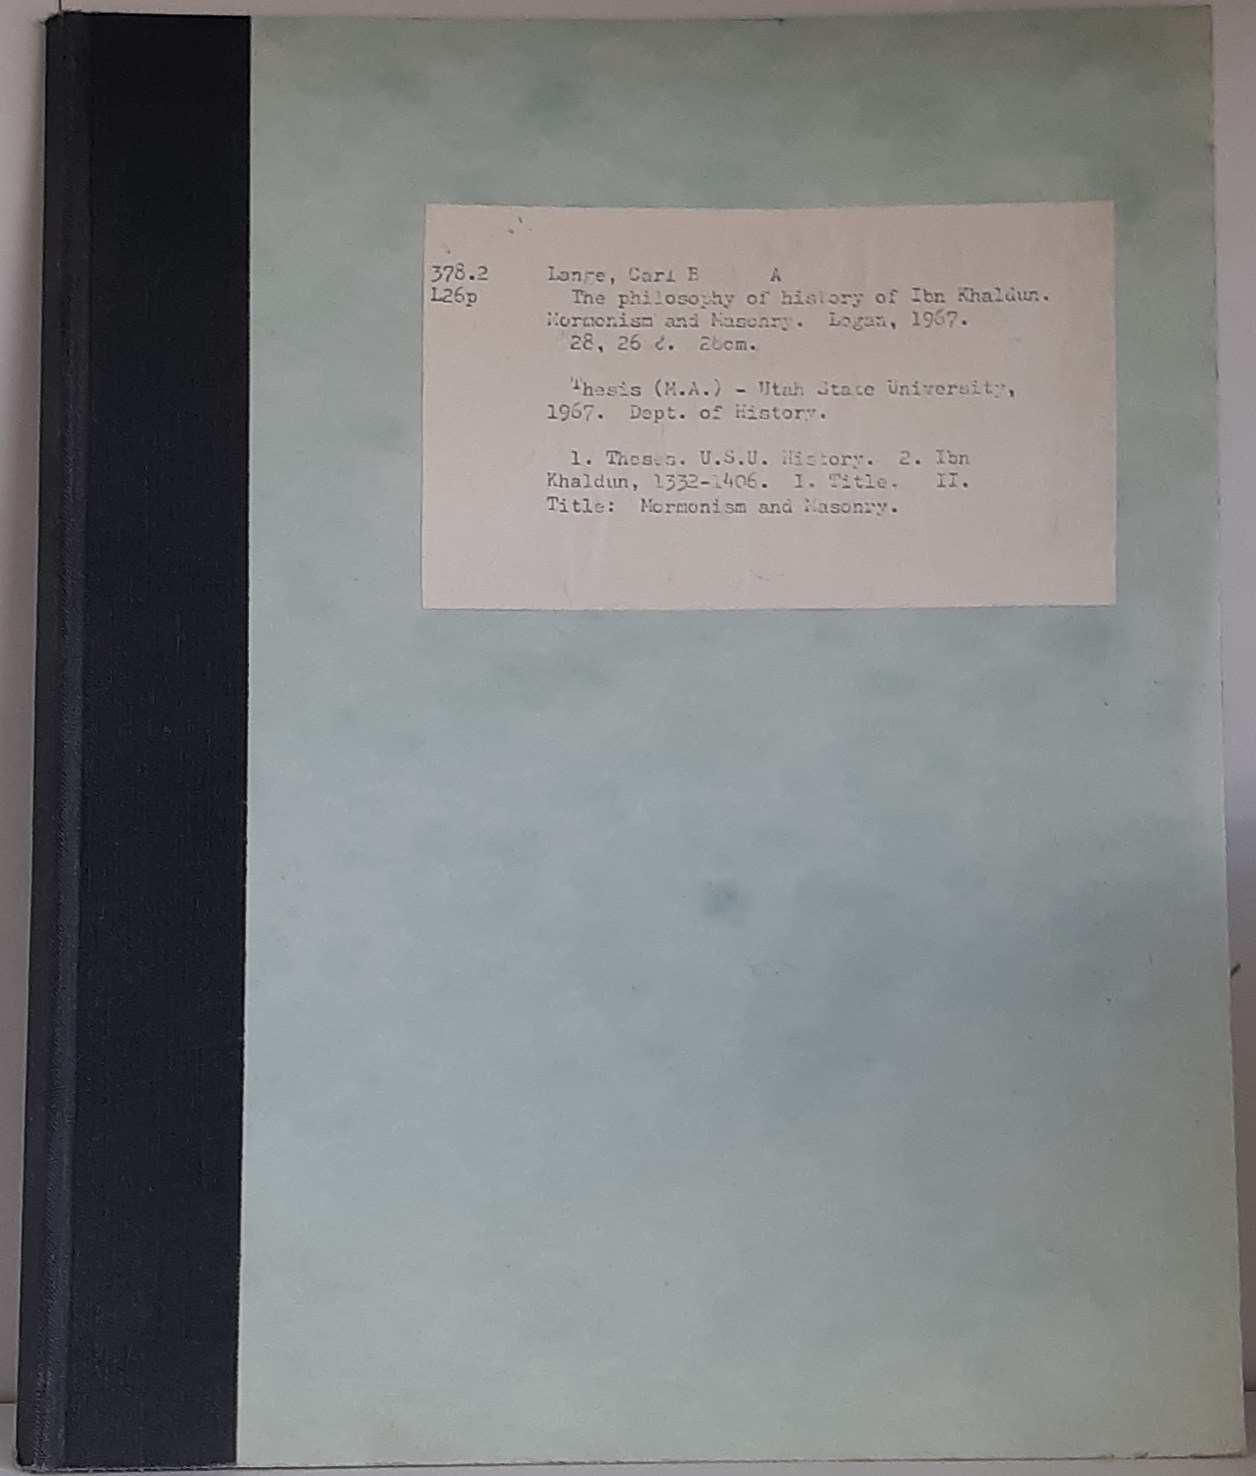 378.2 Lange, Carl E A
L26p The philosophy of history of Ibn Khaldun.
Mormonism and Masonry. Logan, 1967.
28, 26 ℓ. 28cm.
Thesis (M.A.) - Utah State University,
1967. Dept. of History.
1. Theses. U.S.U. History. 2. Ibn
Khaldun, 1332-1406. I. Title. II.
Title: Mormonism and Masonry.